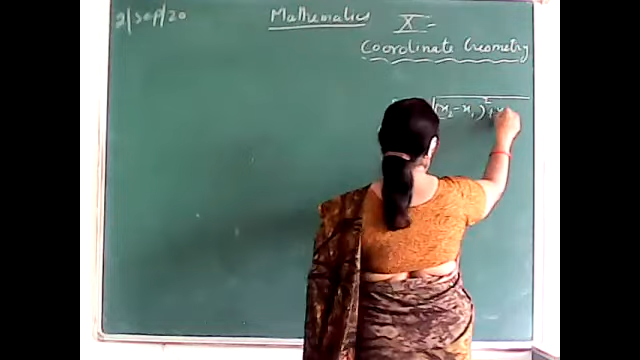 2/Sep/20
Mathematics X-
Coordinate Geometry
√(x₂-x₁)²+